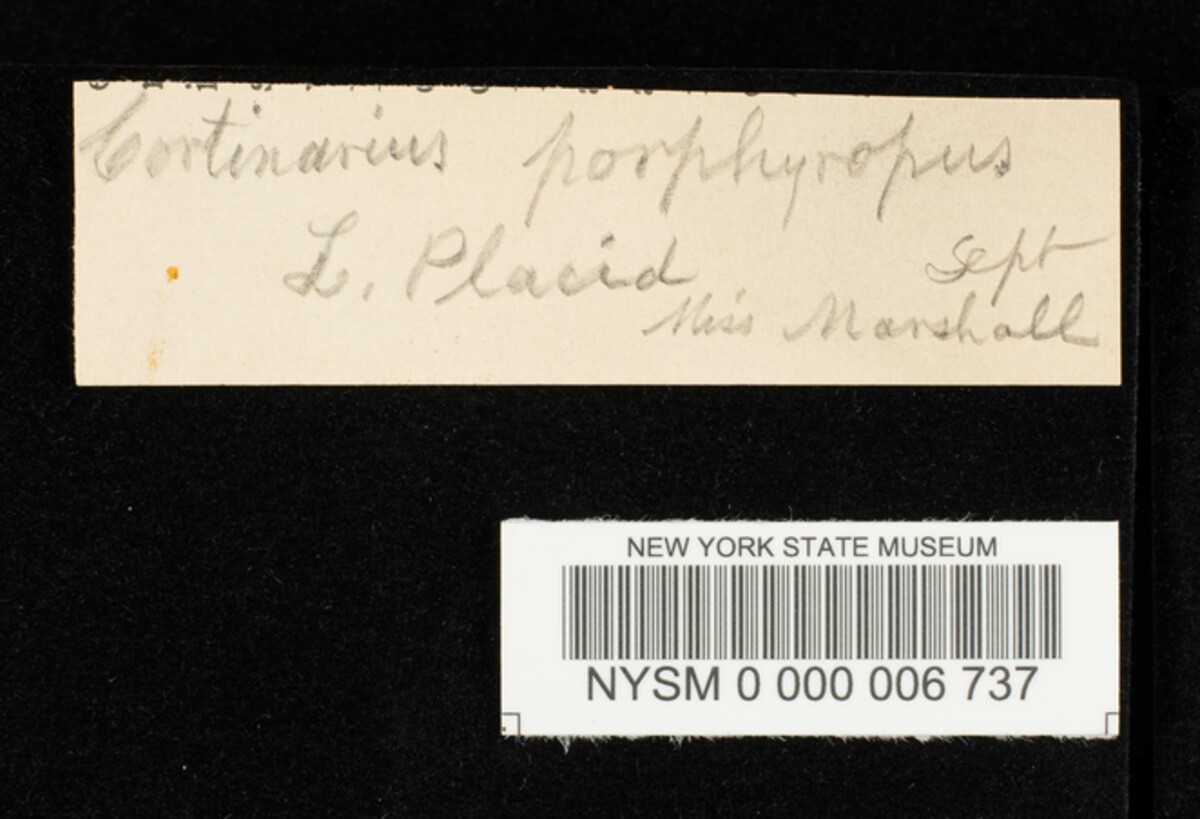 Cortinarius porphyropus
L. Placid Sept
Miss Marshall
NEW YORK STATE MUSEUM
NYSM 0 000 006 737